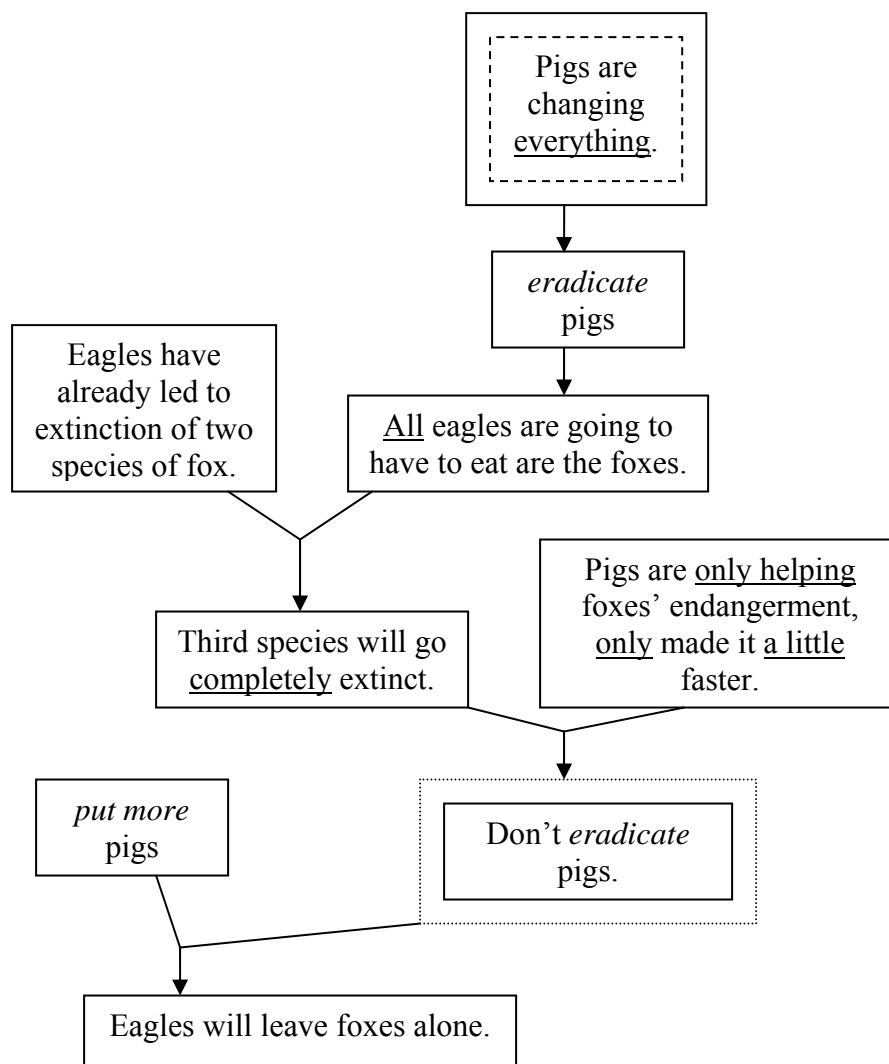 Pigs are
changing
everything.
eradicate
pigs
Eagles have
already led to
extinction of two
species of fox.
All eagles are going to
have to eat are the foxes.
Pigs are only helping
foxes’ endangerment,
only made it a little
faster.
Third species will go
completely extinct.
put more
pigs
Don’t eradicate
pigs.
Eagles will leave foxes alone.